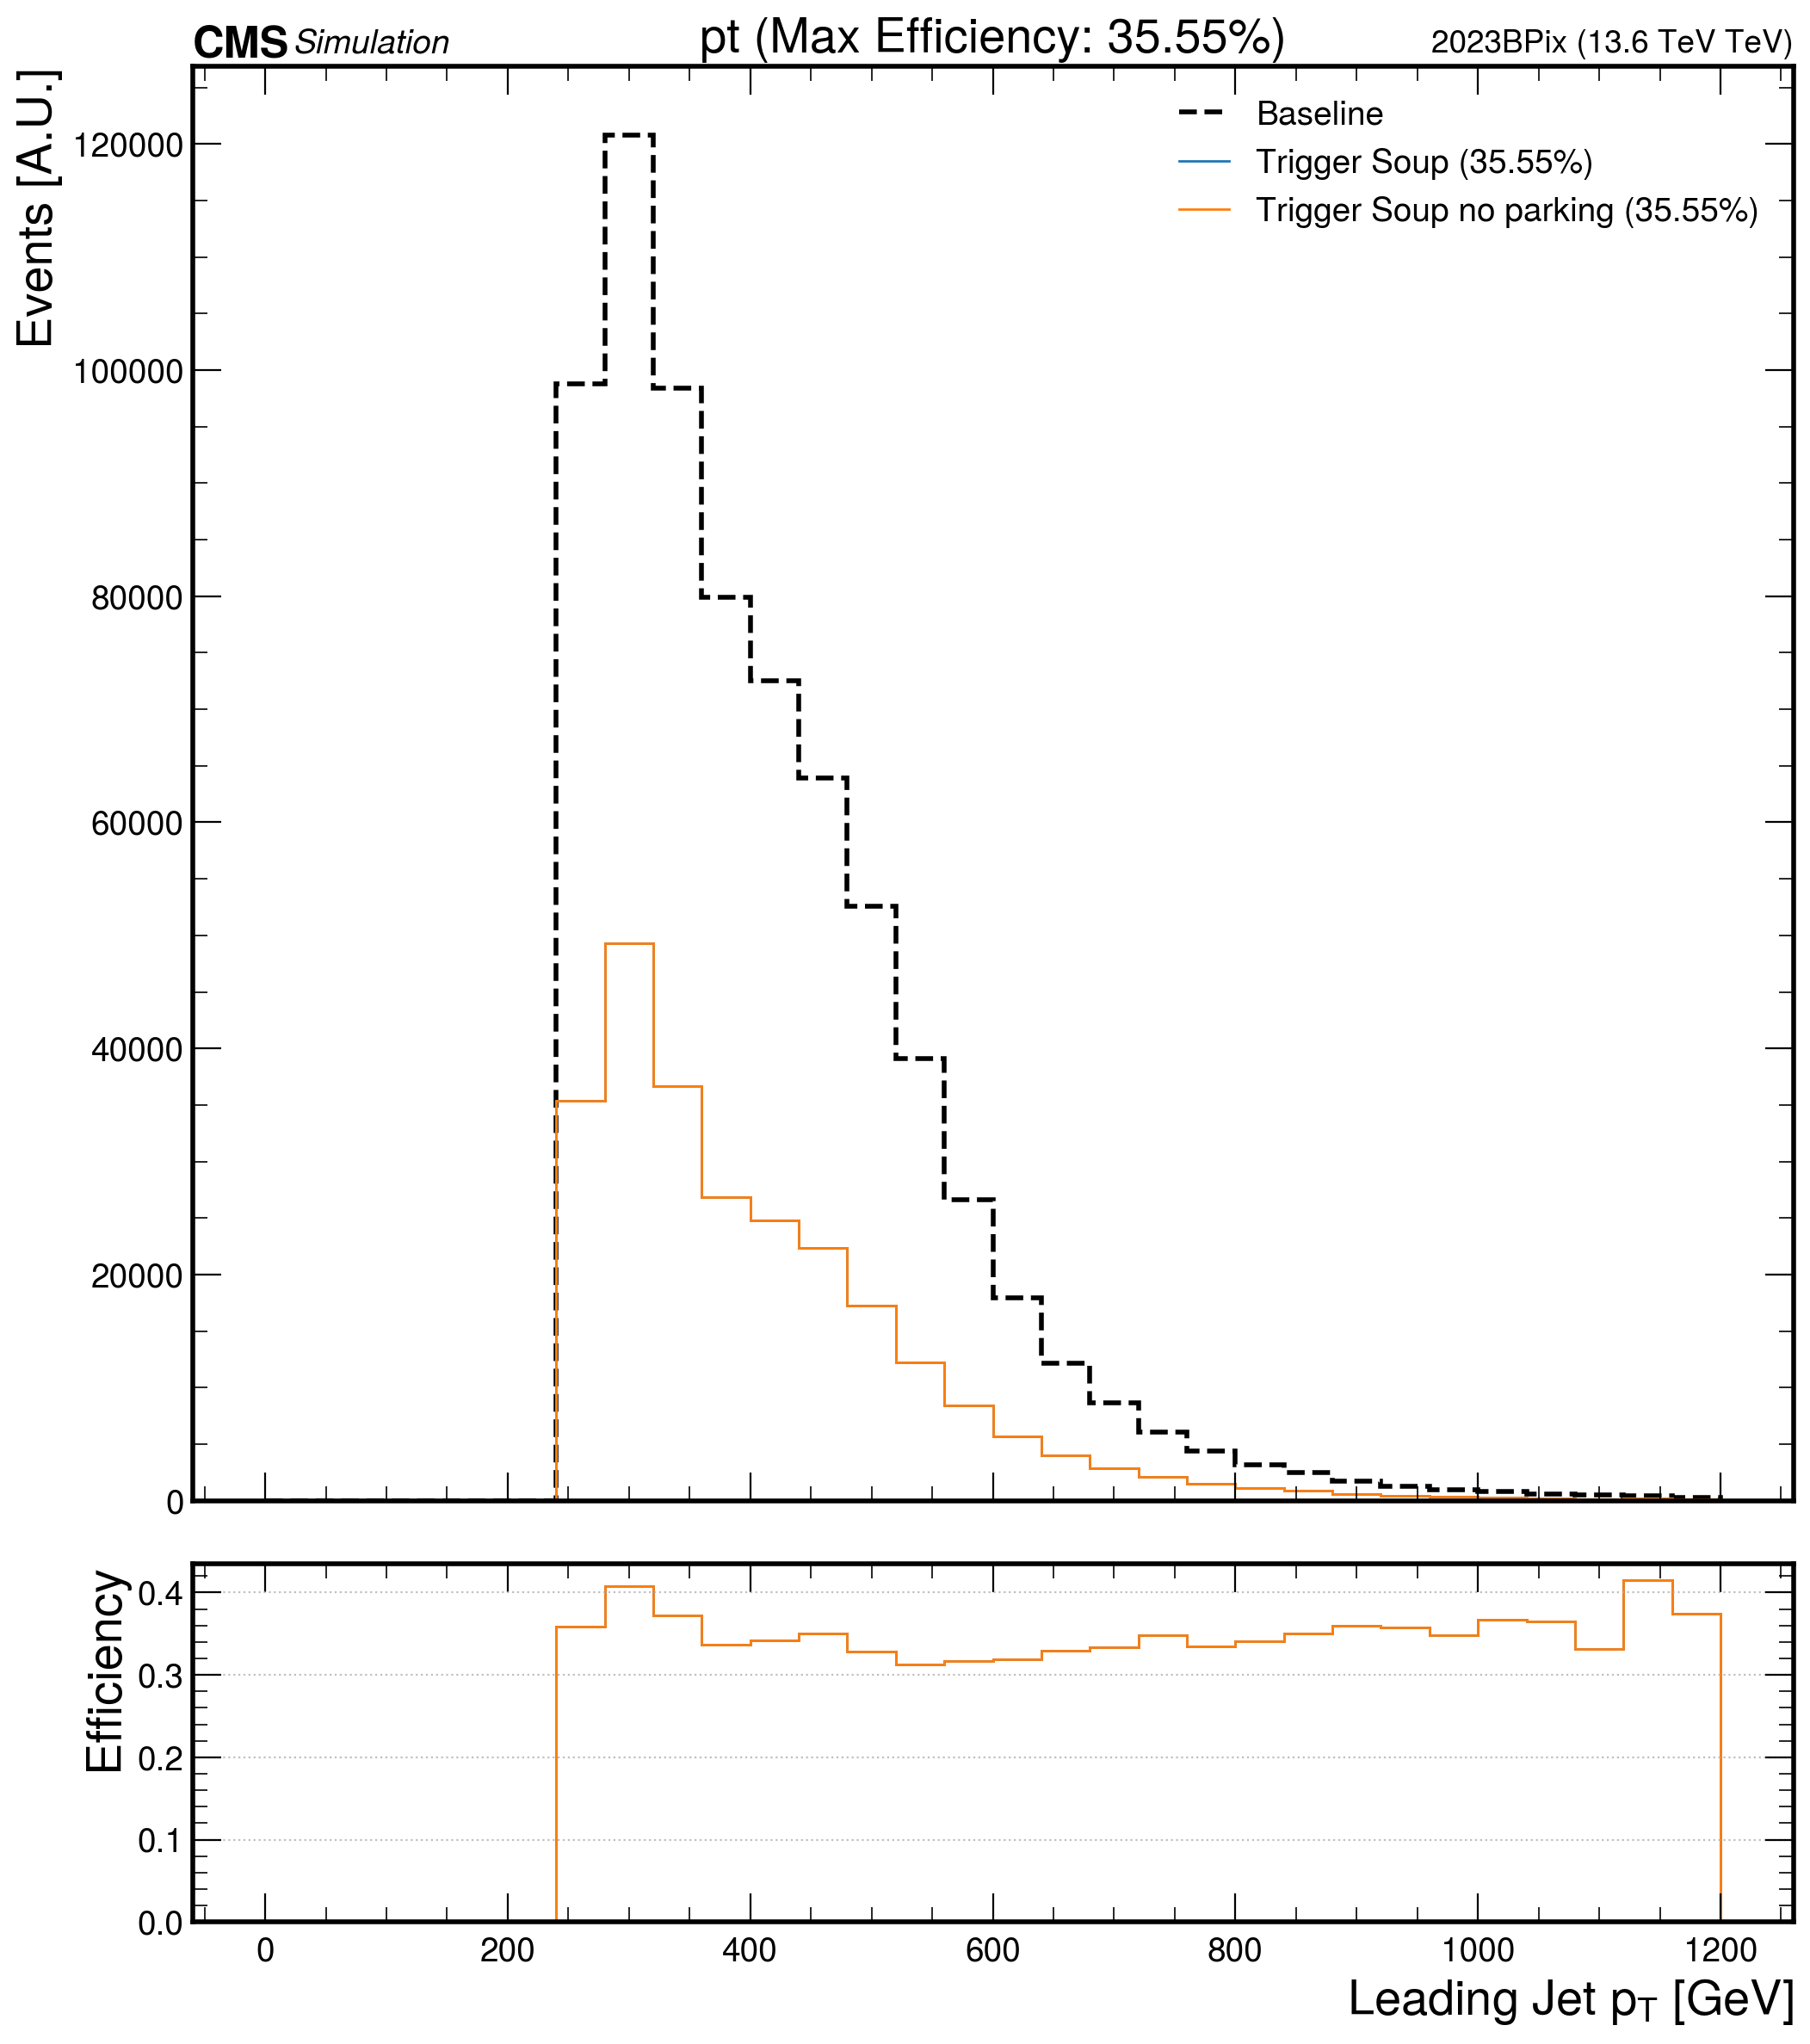 CMS Simulation
pt (Max Efficiency: 35.55%)
2023BPix (13.6 TeV TeV)
Events [A.U.]
Baseline
Trigger Soup (35.55%)
Trigger Soup no parking (35.55%)
120000
100000
80000
60000
40000
20000
0
Efficiency
0.4
0.3
0.2
0.1
0.0
0 200 400 600 800 1000 1200
Leading Jet pT [GeV]